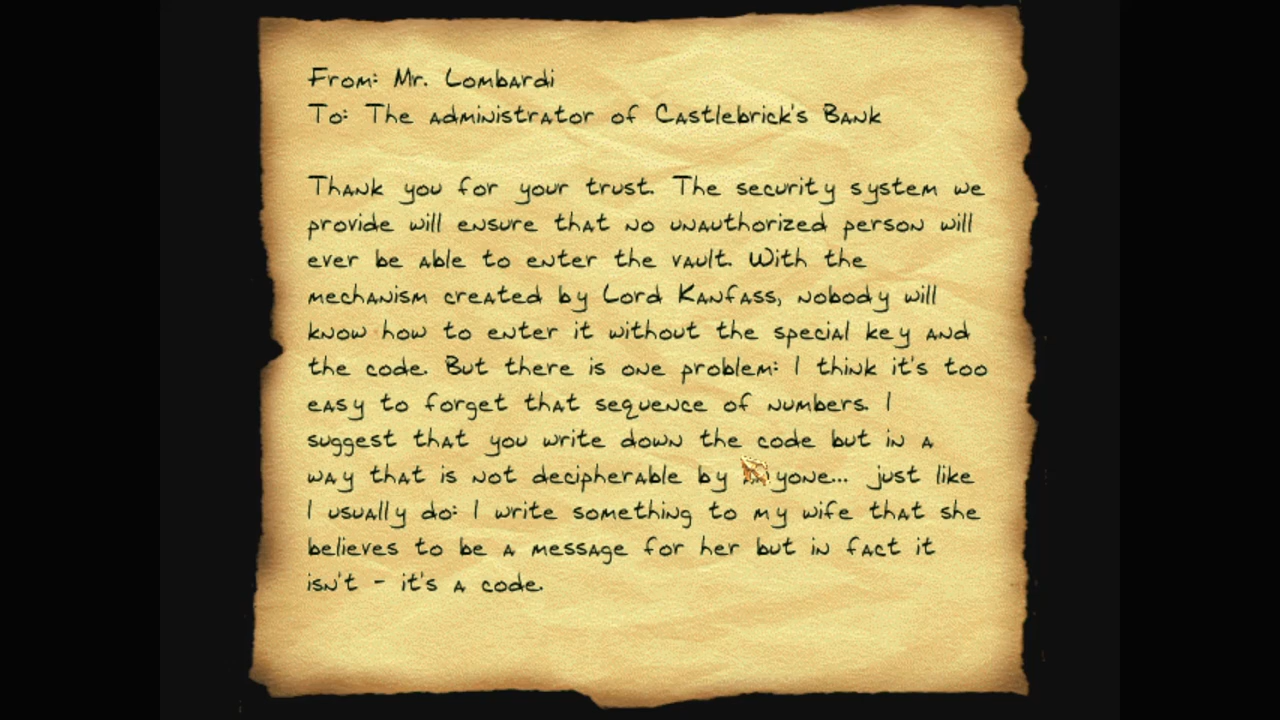 From: Mr. Lombardi
To: The administrator of Castlebrick's Bank
Thank you for your trust. The security system we
provide will ensure that no unauthorized person will
ever be able to enter the vault. With the
mechanism created by Lord Kanfass, nobody will
know how to enter it without the special key and
the code. But there is one problem: I think it's too
easy to forget that sequence of numbers. I
suggest that you write down the code but in a
way that is not decipherable by anyone... just like
I usually do: I write something to my wife that she
believes to be a message for her but in fact it
isn't - it's a code.